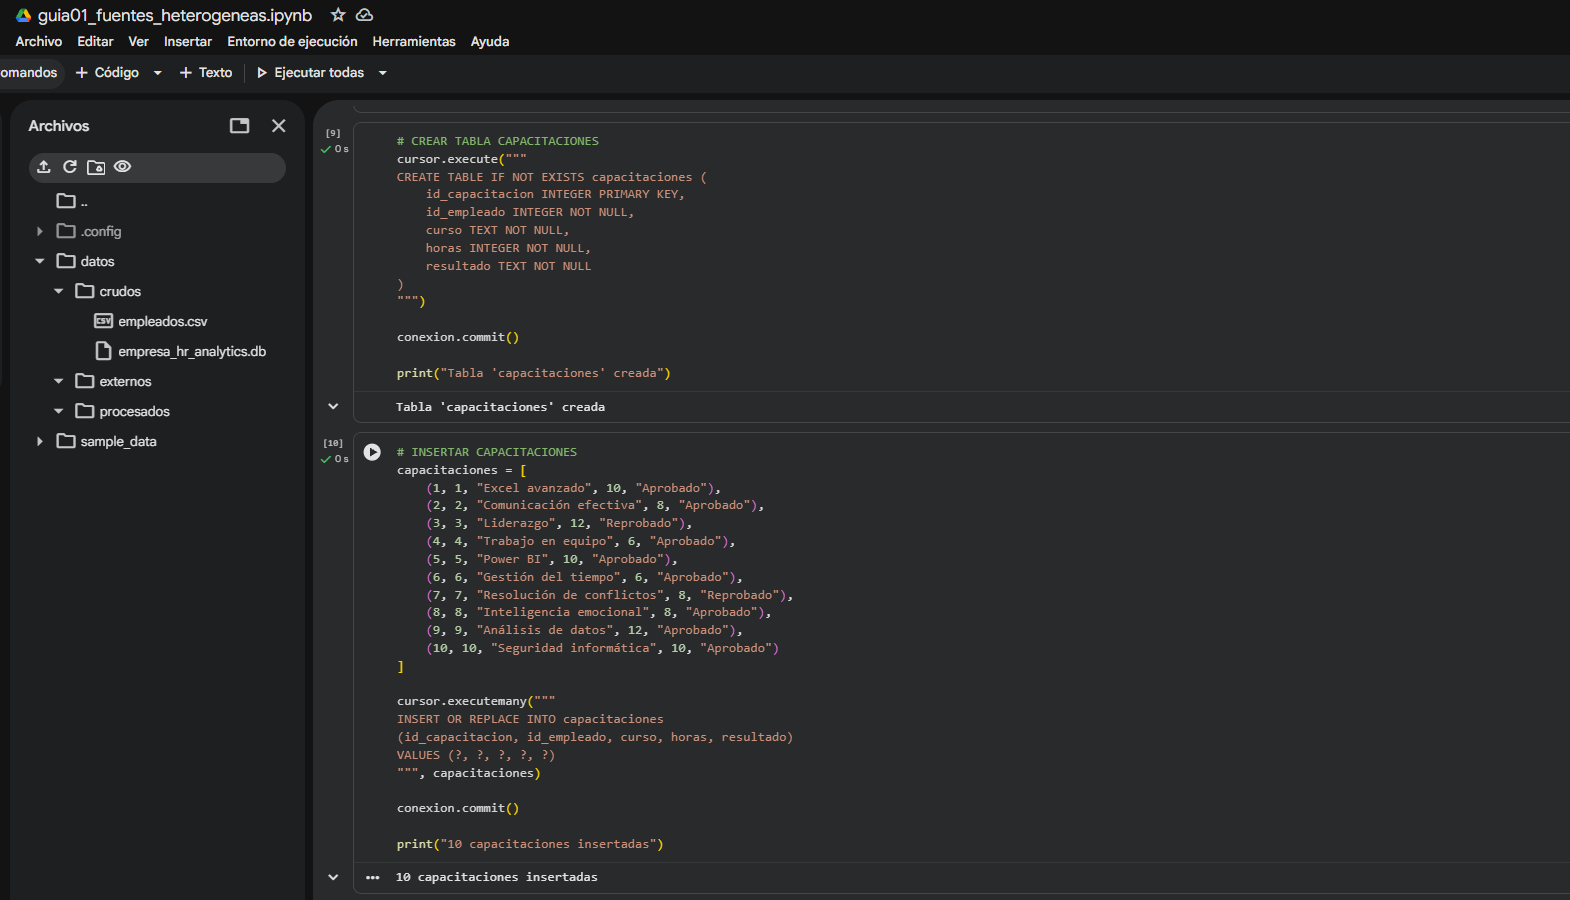 guia01_fuentes_heterogeneas.ipynb
Archivo Editar Ver Insertar Entorno de ejecución Herramientas Ayuda
omandos + Código + Texto Ejecutar todas
Archivos
..
.config
datos
crudos
CSV empleados.csv
empresa_hr_analytics.db
externos
procesados
sample_data
[9]
0 s
# CREAR TABLA CAPACITACIONES
cursor.execute("""
CREATE TABLE IF NOT EXISTS capacitaciones (
    id_capacitacion INTEGER PRIMARY KEY,
    id_empleado INTEGER NOT NULL,
    curso TEXT NOT NULL,
    horas INTEGER NOT NULL,
    resultado TEXT NOT NULL
)
""")
conexion.commit()
print("Tabla 'capacitaciones' creada")
Tabla 'capacitaciones' creada
[10]
0 s
# INSERTAR CAPACITACIONES
capacitaciones = [
    (1, 1, "Excel avanzado", 10, "Aprobado"),
    (2, 2, "Comunicación efectiva", 8, "Aprobado"),
    (3, 3, "Liderazgo", 12, "Reprobado"),
    (4, 4, "Trabajo en equipo", 6, "Aprobado"),
    (5, 5, "Power BI", 10, "Aprobado"),
    (6, 6, "Gestión del tiempo", 6, "Aprobado"),
    (7, 7, "Resolución de conflictos", 8, "Reprobado"),
    (8, 8, "Inteligencia emocional", 8, "Aprobado"),
    (9, 9, "Análisis de datos", 12, "Aprobado"),
    (10, 10, "Seguridad informática", 10, "Aprobado")
]
cursor.executemany("""
INSERT OR REPLACE INTO capacitaciones
(id_capacitacion, id_empleado, curso, horas, resultado)
VALUES (?, ?, ?, ?, ?)
""", capacitaciones)
conexion.commit()
print("10 capacitaciones insertadas")
10 capacitaciones insertadas